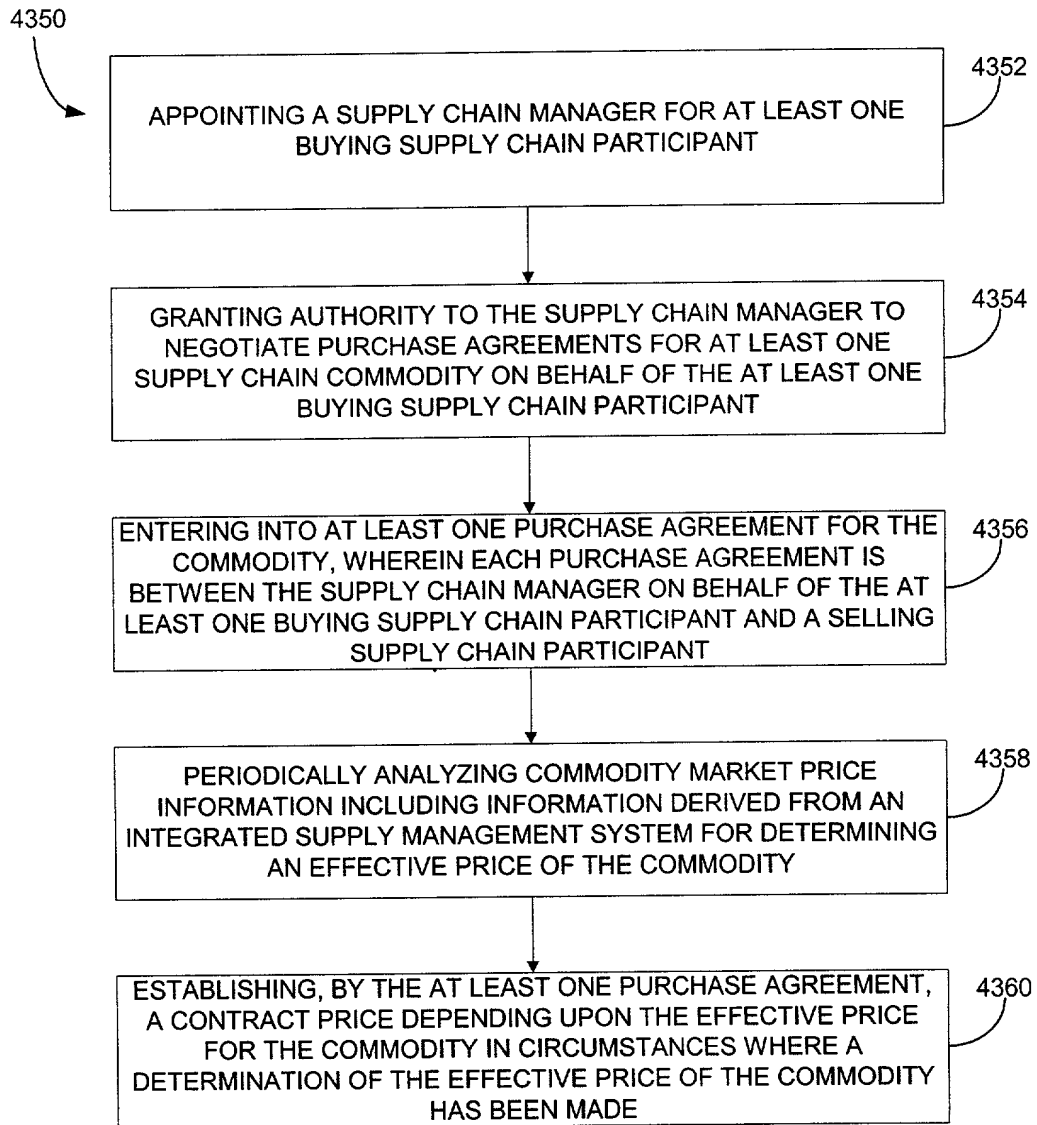 4350
4352
APPOINTING A SUPPLY CHAIN MANAGER FOR AT LEAST ONE
BUYING SUPPLY CHAIN PARTICIPANT
4354
GRANTING AUTHORITY TO THE SUPPLY CHAIN MANAGER TO
NEGOTIATE PURCHASE AGREEMENTS FOR AT LEAST ONE
SUPPLY CHAIN COMMODITY ON BEHALF OF THE AT LEAST ONE
BUYING SUPPLY CHAIN PARTICIPANT
4356
ENTERING INTO AT LEAST ONE PURCHASE AGREEMENT FOR THE
COMMODITY, WHEREIN EACH PURCHASE AGREEMENT IS
BETWEEN THE SUPPLY CHAIN MANAGER ON BEHALF OF THE AT
LEAST ONE BUYING SUPPLY CHAIN PARTICIPANT AND A SELLING
SUPPLY CHAIN PARTICIPANT
4358
PERIODICALLY ANALYZING COMMODITY MARKET PRICE
INFORMATION INCLUDING INFORMATION DERIVED FROM AN
INTEGRATED SUPPLY MANAGEMENT SYSTEM FOR DETERMINING
AN EFFECTIVE PRICE OF THE COMMODITY
4360
ESTABLISHING, BY THE AT LEAST ONE PURCHASE AGREEMENT,
A CONTRACT PRICE DEPENDING UPON THE EFFECTIVE PRICE
FOR THE COMMODITY IN CIRCUMSTANCES WHERE A
DETERMINATION OF THE EFFECTIVE PRICE OF THE COMMODITY
HAS BEEN MADE